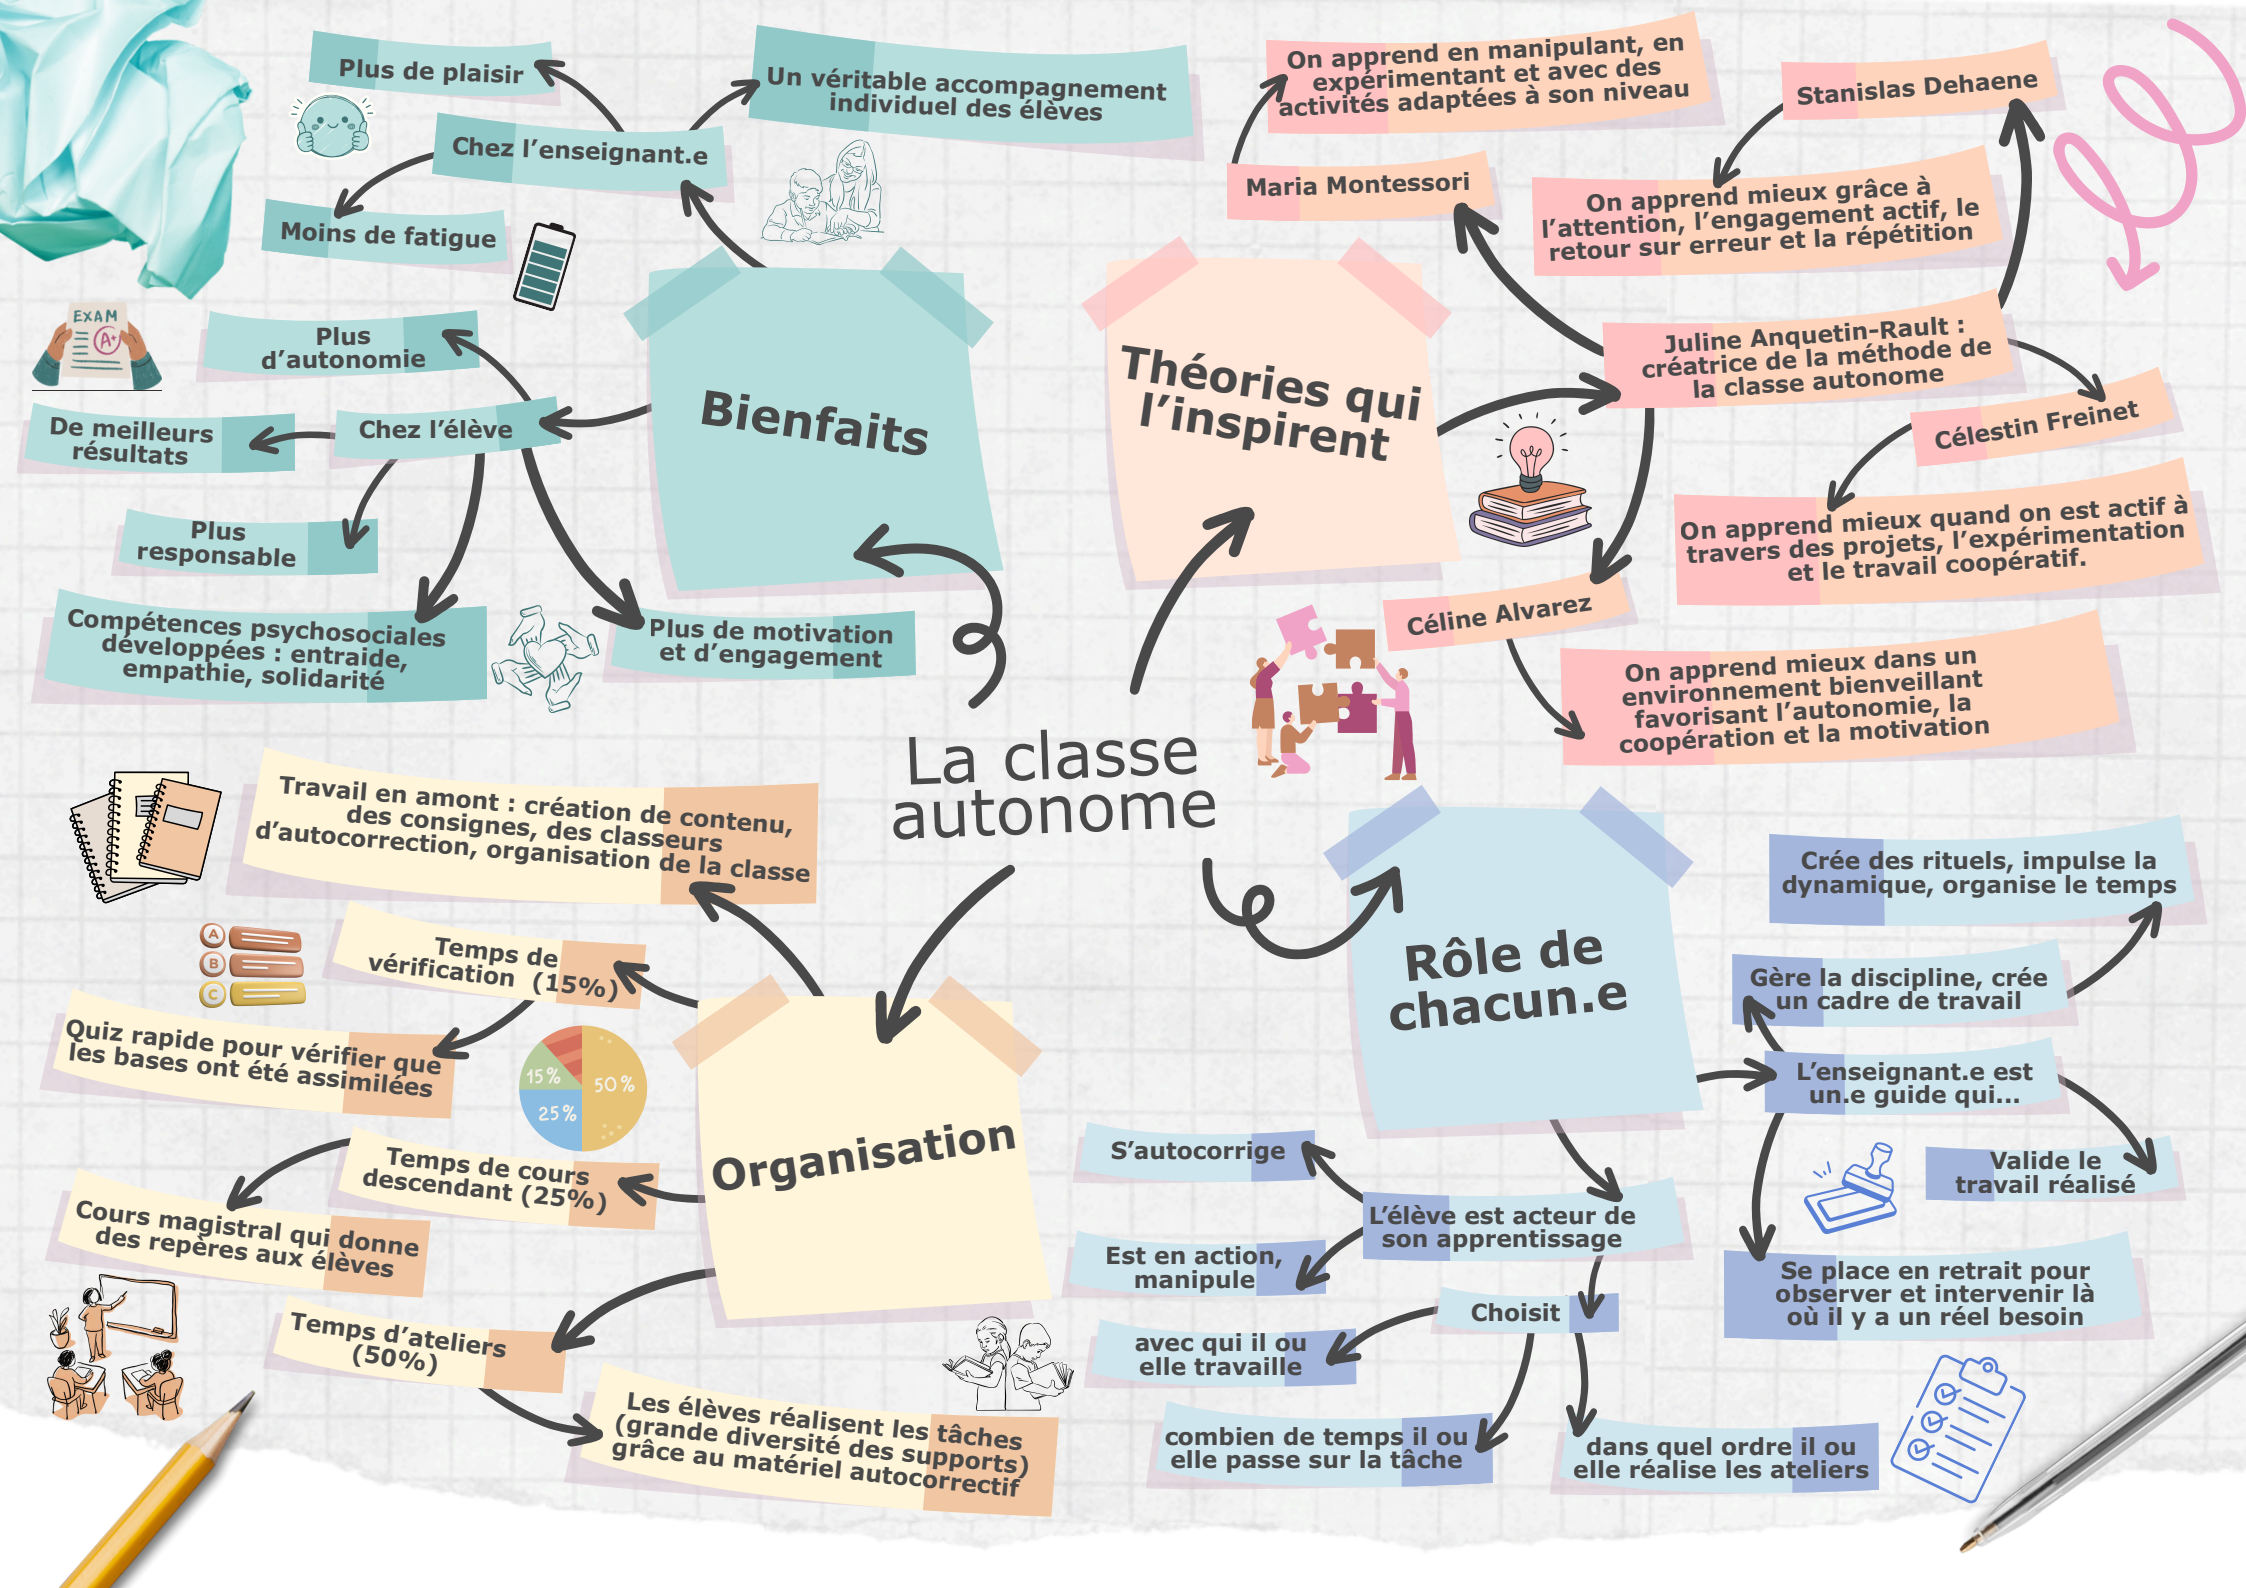 La classe
autonome
Bienfaits
Chez l’enseignant.e
Plus de plaisir
Un véritable accompagnement
individuel des élèves
Moins de fatigue
Chez l’élève
Plus
d’autonomie
EXAM
A+
De meilleurs
résultats
Plus
responsable
Compétences psychosociales
développées : entraide,
empathie, solidarité
Plus de motivation
et d’engagement
Théories qui
l’inspirent
Juline Anquetin-Rault :
créatrice de la méthode de
la classe autonome
Maria Montessori
On apprend en manipulant, en
expérimentant et avec des
activités adaptées à son niveau
Stanislas Dehaene
On apprend mieux grâce à
l’attention, l’engagement actif, le
retour sur erreur et la répétition
Célestin Freinet
On apprend mieux quand on est actif à
travers des projets, l’expérimentation
et le travail coopératif.
Céline Alvarez
On apprend mieux dans un
environnement bienveillant
favorisant l’autonomie, la
coopération et la motivation
Organisation
Travail en amont : création de contenu,
des consignes, des classeurs
d’autocorrection, organisation de la classe
Temps de
vérification (15%)
A
B
C
Quiz rapide pour vérifier que
les bases ont été assimilées
15%
50%
25%
Temps de cours
descendant (25%)
Cours magistral qui donne
des repères aux élèves
Temps d’ateliers
(50%)
Les élèves réalisent les tâches
(grande diversité des supports)
grâce au matériel autocorrectif
Rôle de
chacun.e
L’enseignant.e est
un.e guide qui...
Gère la discipline, crée
un cadre de travail
Crée des rituels, impulse la
dynamique, organise le temps
Valide le
travail réalisé
Se place en retrait pour
observer et intervenir là
où il y a un réel besoin
L’élève est acteur de
son apprentissage
S’autocorrige
Est en action,
manipule
Choisit
avec qui il ou
elle travaille
combien de temps il ou
elle passe sur la tâche
dans quel ordre il ou
elle réalise les ateliers